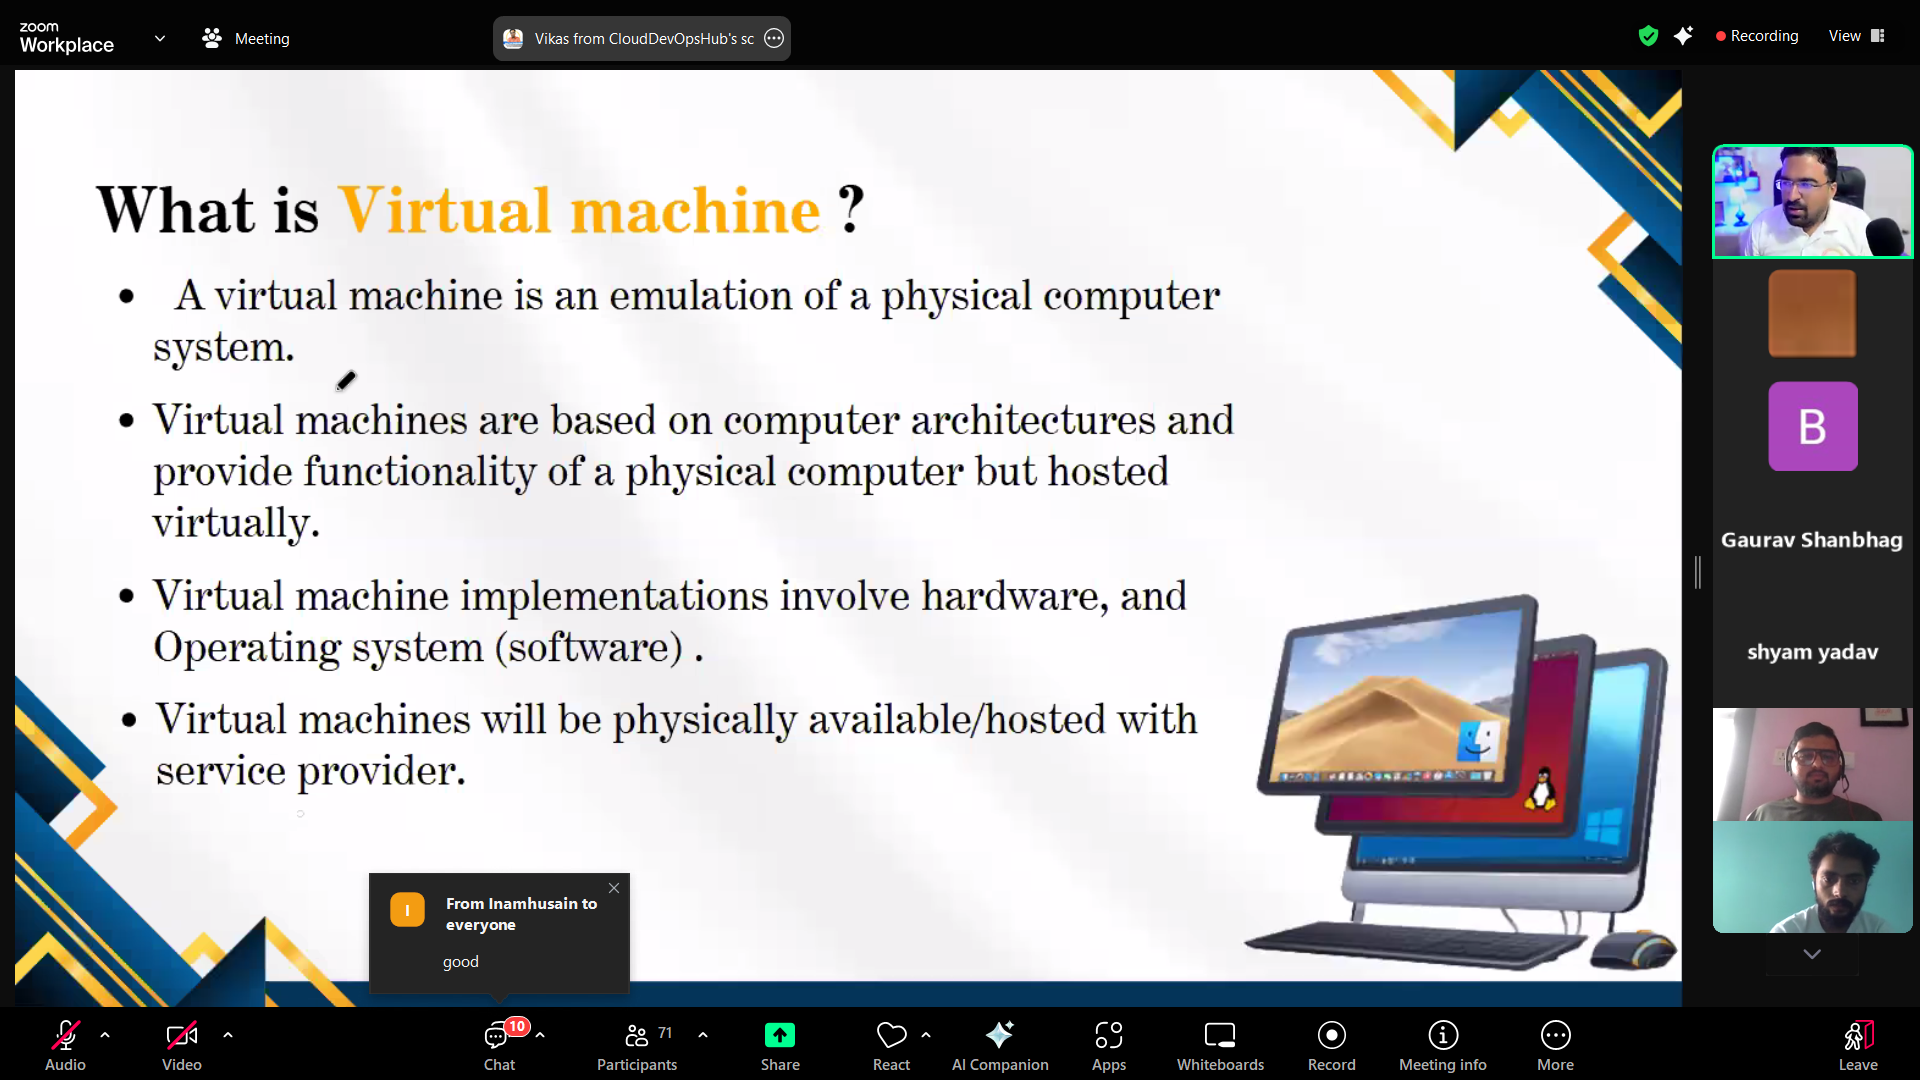 zoom
Workplace
Meeting
Vikas from CloudDevOpsHub's sc
Recording
View
What is Virtual machine ?
• A virtual machine is an emulation of a physical computer
system.
• Virtual machines are based on computer architectures and
provide functionality of a physical computer but hosted
virtually.
• Virtual machine implementations involve hardware, and
Operating system (software) .
• Virtual machines will be physically available/hosted with
service provider.
B
Gaurav Shanbhag
shyam yadav
I
From Inamhusain to
everyone
good
Audio
Video
10
Chat
71
Participants
Share
React
AI Companion
Apps
Whiteboards
Record
Meeting info
More
Leave